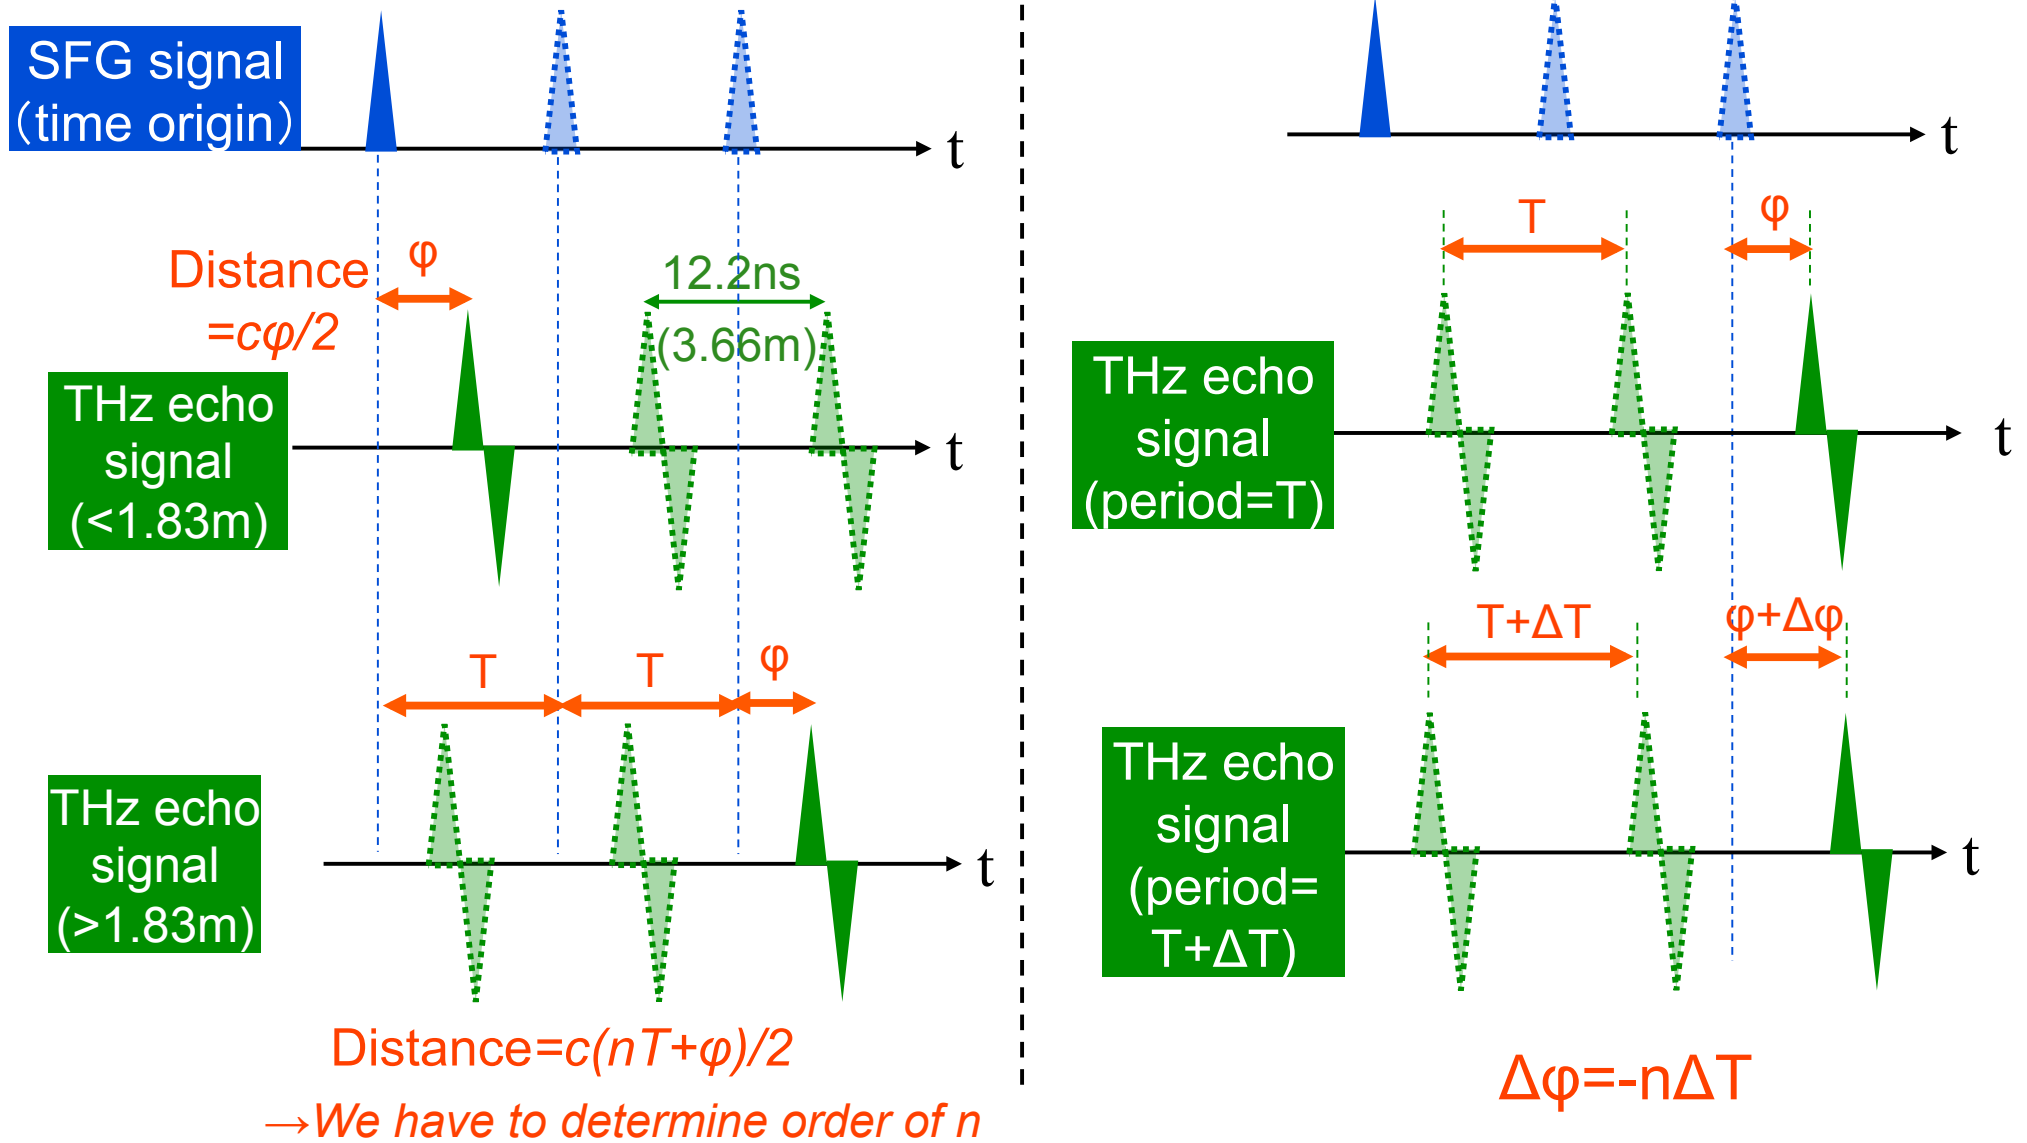 SFG signal
(time origin)
t
Distance
=cφ/2
φ
12.2ns
(3.66m)
THz echo
signal
(<1.83m)
t
T
T
φ
THz echo
signal
(>1.83m)
t
Distance=c(nT+φ)/2
→We have to determine order of n
t
T
φ
THz echo
signal
(period=T)
t
T+ΔT
φ+Δφ
THz echo
signal
(period=
T+ΔT)
t
Δφ=-nΔT